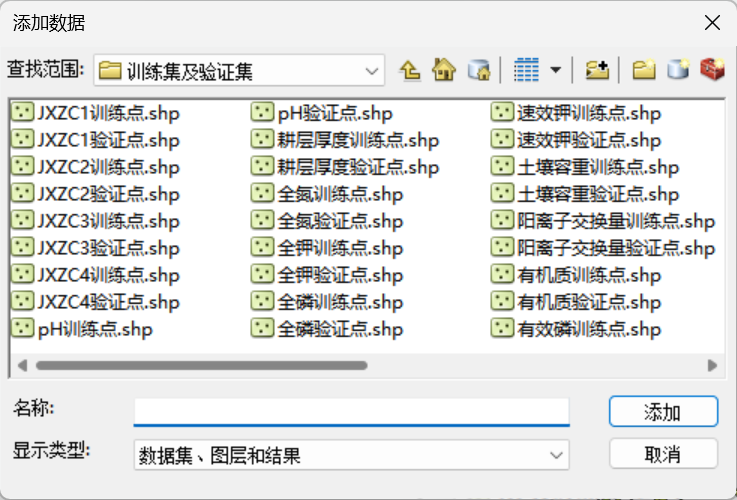 添加数据
查找范围: 训练集及验证集
JXZC1训练点.shp
JXZC1验证点.shp
JXZC2训练点.shp
JXZC2验证点.shp
JXZC3训练点.shp
JXZC3验证点.shp
JXZC4训练点.shp
JXZC4验证点.shp
pH训练点.shp
pH验证点.shp
耕层厚度训练点.shp
耕层厚度验证点.shp
全氮训练点.shp
全氮验证点.shp
全钾训练点.shp
全钾验证点.shp
全磷训练点.shp
全磷验证点.shp
速效钾训练点.shp
速效钾验证点.shp
土壤容重训练点.shp
土壤容重验证点.shp
阳离子交换量训练点.shp
阳离子交换量验证点.shp
有机质训练点.shp
有机质验证点.shp
有效磷训练点.shp
名称:
添加
显示类型: 数据集、图层和结果
取消